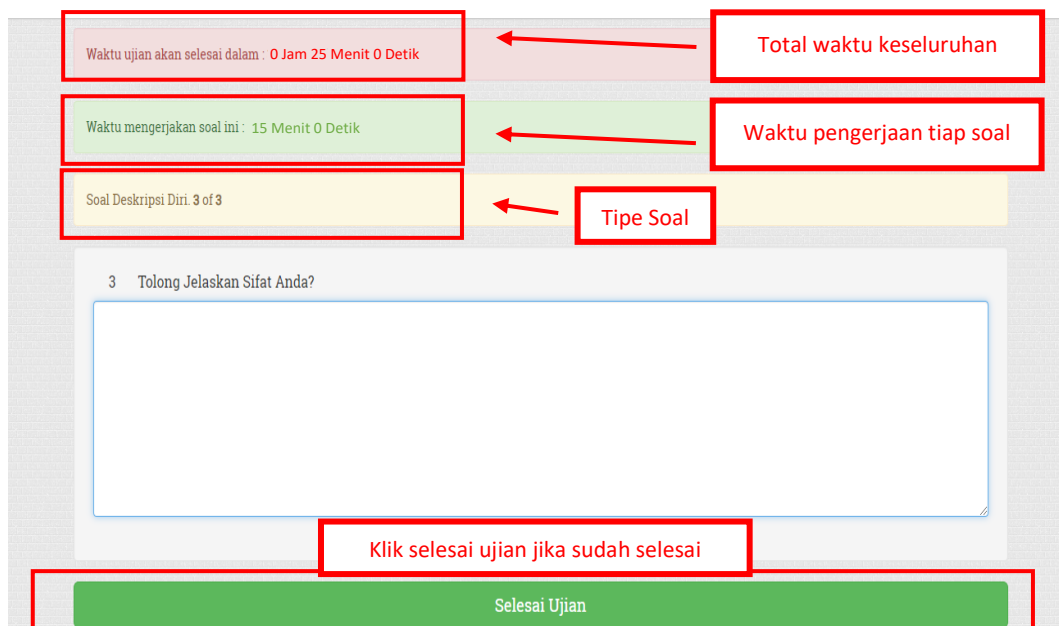 Waktu ujian akan selesai dalam : 0 Jam 25 Menit 0 Detik
Total waktu keseluruhan
Waktu mengerjakan soal ini : 15 Menit 0 Detik
Waktu pengerjaan tiap soal
Soal Deskripsi Diri. 3 of 3
Tipe Soal
3 Tolong Jelaskan Sifat Anda?
Klik selesai ujian jika sudah selesai
Selesai Ujian